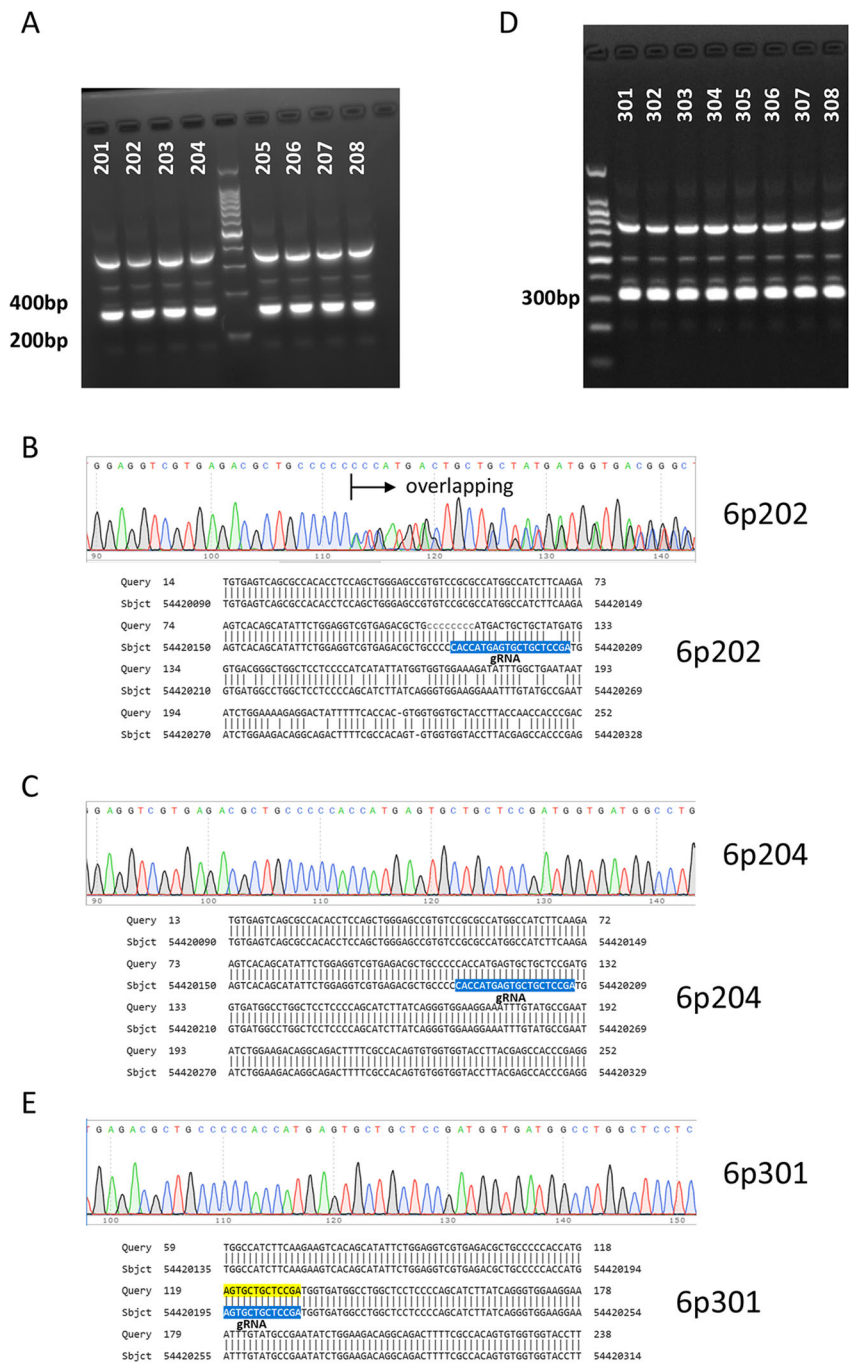 A
201 202 203 204 205 206 207 208
400bp
200bp
D
301 302 303 304 305 306 307 308
300bp
B
G G A G G T C G T G A G A C G C T G C C C C C C C C A T G A C T G C T G C T A T G A T G G T G A C G G G C T
overlapping
90 100 110 120 130 140
6p202
Query 14 TGTGAGTCAGCGCCACACCTCCAGCTGGGAGCCGTGTCCGCGCCATGGCCATCTTCAAGA 73
Sbjct 54420090 TGTGAGTCAGCGCCACACCTCCAGCTGGGAGCCGTGTCCGCGCCATGGCCATCTTCAAGA 54420149
Query 74 AGTCACAGCATATTCTGGAGGTCGTGAGACGCTGccccccccATGACTGCTGCTATGATG 133
Sbjct 54420150 AGTCACAGCATATTCTGGAGGTCGTGAGACGCTGCCCCCACCATGAGTGCTGCTCCGATG 54420209
gRNA
Query 134 GTGACGGGCTGGCTCCTCCCCATCATATTATGGTGGTGGAAAGATATTTGGCTGAATAAT 193
Sbjct 54420210 GTGATGGCCTGGCTCCTCCCCAGCATCTTATCAGGGTGGAAGGAAATTTGTATGCCGAAT 54420269
Query 194 ATCTGGAAAAGAGGACTATTTTTCACCAC-GTGGTGGTGCTACCTTACCAACCACCCGAC 252
Sbjct 54420270 ATCTGGAAGACAGGCAGACTTTTCGCCACAGT-GTGGTGGTACCTTACGAGCCACCCGAG 54420328
6p202
C
G A G G T C G T G A G A C G C T G C C C C C A C C A T G A G T G C T G C T C C G A T G G T G A T G G C C T G
90 100 110 120 130 140
6p204
Query 13 TGTGAGTCAGCGCCACACCTCCAGCTGGGAGCCGTGTCCGCGCCATGGCCATCTTCAAGA 72
Sbjct 54420090 TGTGAGTCAGCGCCACACCTCCAGCTGGGAGCCGTGTCCGCGCCATGGCCATCTTCAAGA 54420149
Query 73 AGTCACAGCATATTCTGGAGGTCGTGAGACGCTGCCCCCACCATGAGTGCTGCTCCGATG 132
Sbjct 54420150 AGTCACAGCATATTCTGGAGGTCGTGAGACGCTGCCCCCACCATGAGTGCTGCTCCGATG 54420209
gRNA
Query 133 GTGATGGCCTGGCTCCTCCCCAGCATCTTATCAGGGTGGAAGGAAATTTGTATGCCGAAT 192
Sbjct 54420210 GTGATGGCCTGGCTCCTCCCCAGCATCTTATCAGGGTGGAAGGAAATTTGTATGCCGAAT 54420269
Query 193 ATCTGGAAGACAGGCAGACTTTTCGCCACAGTGTGGTGGTACCTTACGAGCCACCCGAGG 252
Sbjct 54420270 ATCTGGAAGACAGGCAGACTTTTCGCCACAGTGTGGTGGTACCTTACGAGCCACCCGAGG 54420329
6p204
E
T G A G A C G C T G C C C C C A C C A T G A G T G C T G C T C C G A T G G T G A T G G C C T G G C T C C T C
100 110 120 130 140 150
6p301
Query 59 TGGCCATCTTCAAGAAGTCACAGCATATTCTGGAGGTCGTGAGACGCTGCCCCCACCATG 118
Sbjct 54420135 TGGCCATCTTCAAGAAGTCACAGCATATTCTGGAGGTCGTGAGACGCTGCCCCCACCATG 54420194
Query 119 AGTGCTGCTCCGATGGTGATGGCCTGGCTCCTCCCCAGCATCTTATCAGGGTGGAAGGAA 178
Sbjct 54420195 AGTGCTGCTCCGATGGTGATGGCCTGGCTCCTCCCCAGCATCTTATCAGGGTGGAAGGAA 54420254
gRNA
Query 179 ATTTGTATGCCGAATATCTGGAAGACAGGCAGACTTTTCGCCACAGTGTGGTGGTACCTT 238
Sbjct 54420255 ATTTGTATGCCGAATATCTGGAAGACAGGCAGACTTTTCGCCACAGTGTGGTGGTACCTT 54420314
6p301